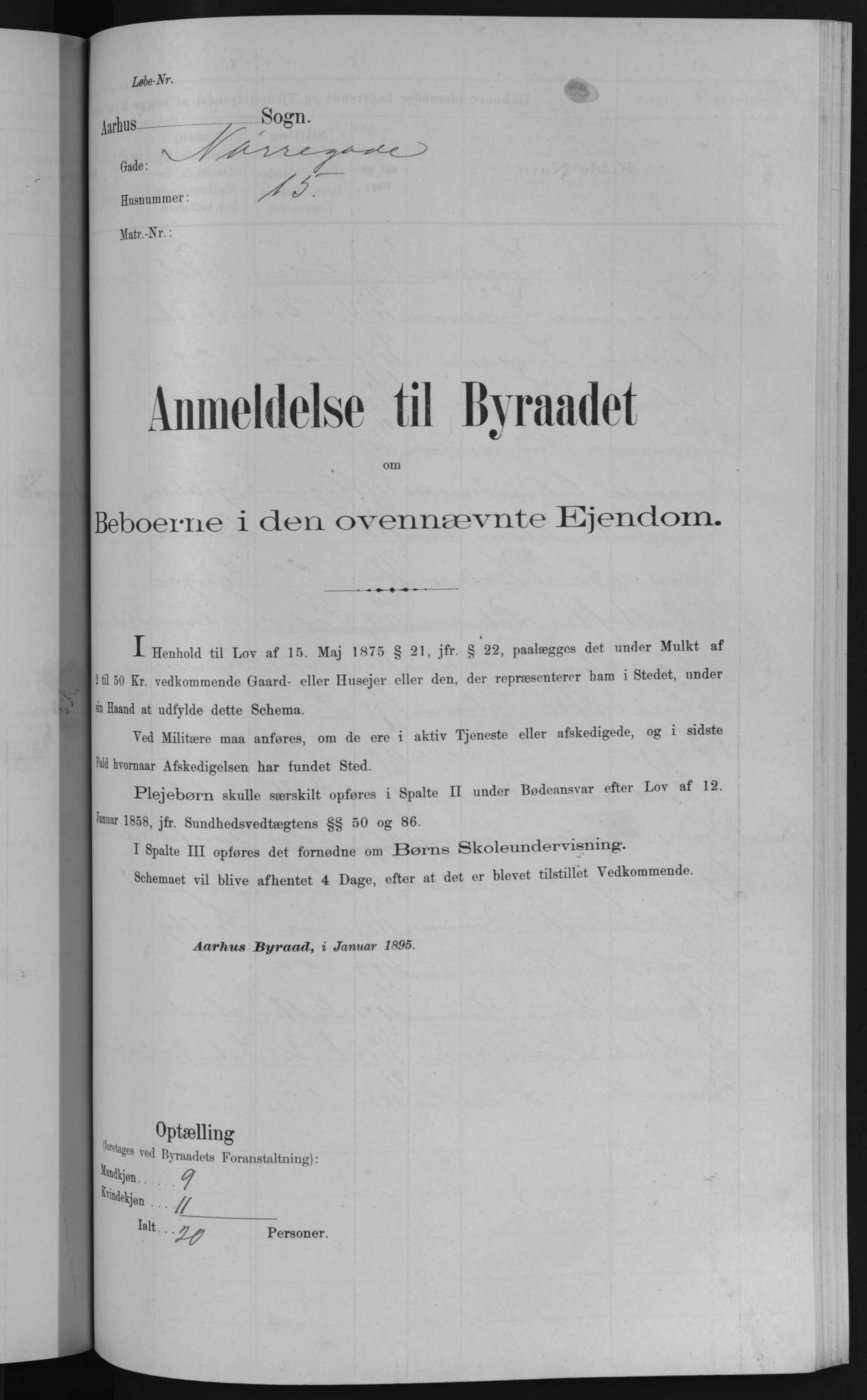 Løbe-Nr.
Aarhus Sogn.
Gade: Nørregade
Husnummer: 15.
Matr.-Nr.:
Anmeldelse til Byraadet
om
Beboerne i den ovennævnte Ejendom.
I Henhold til Lov af 15. Maj 1875 § 21, jfr. § 22, paalægges det under Mulkt af
2 til 50 Kr. vedkommende Gaard- eller Husejer eller den, der repræsenterer ham i Stedet, under
sin Haand at udfylde dette Schema.
Ved Militære maa anføres, om de ere i aktiv Tjeneste eller afskedigede, og i sidste
Fald hvornaar Afskedigelsen har fundet Sted.
Plejebørn skulle særskilt opføres i Spalte II under Bødeansvar efter Lov af 12.
Januar 1858, jfr. Sundhedsvedtægtens §§ 50 og 86.
I Spalte III opføres det fornødne om Børns Skoleundervisning.
Schemaet vil blive afhentet 4 Dage, efter at det er blevet tilstillet Vedkommende.
Aarhus Byraad, i Januar 1895.
Optælling
(foretages ved Byraadets Foranstaltning):
Mandkjøn..... 9
Kvindekjøn ... 11
Ialt... 20 Personer.